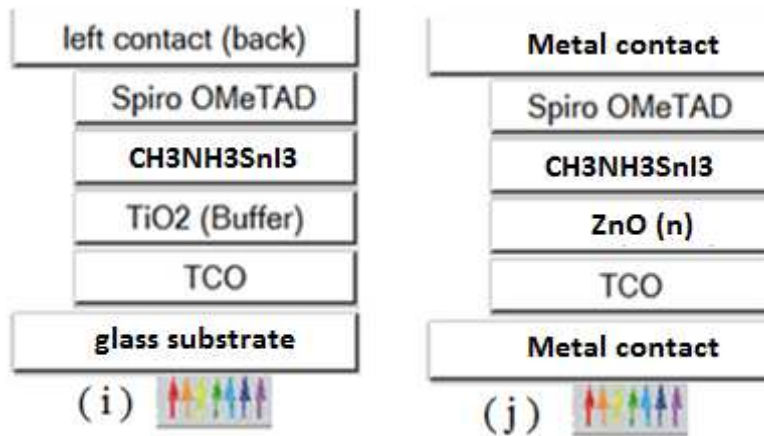 left contact (back)
Spiro OMeTAD
CH3NH3SnI3
TiO2 (Buffer)
TCO
glass substrate
(i)
Metal contact
Spiro OMeTAD
CH3NH3SnI3
ZnO (n)
TCO
Metal contact
(j)